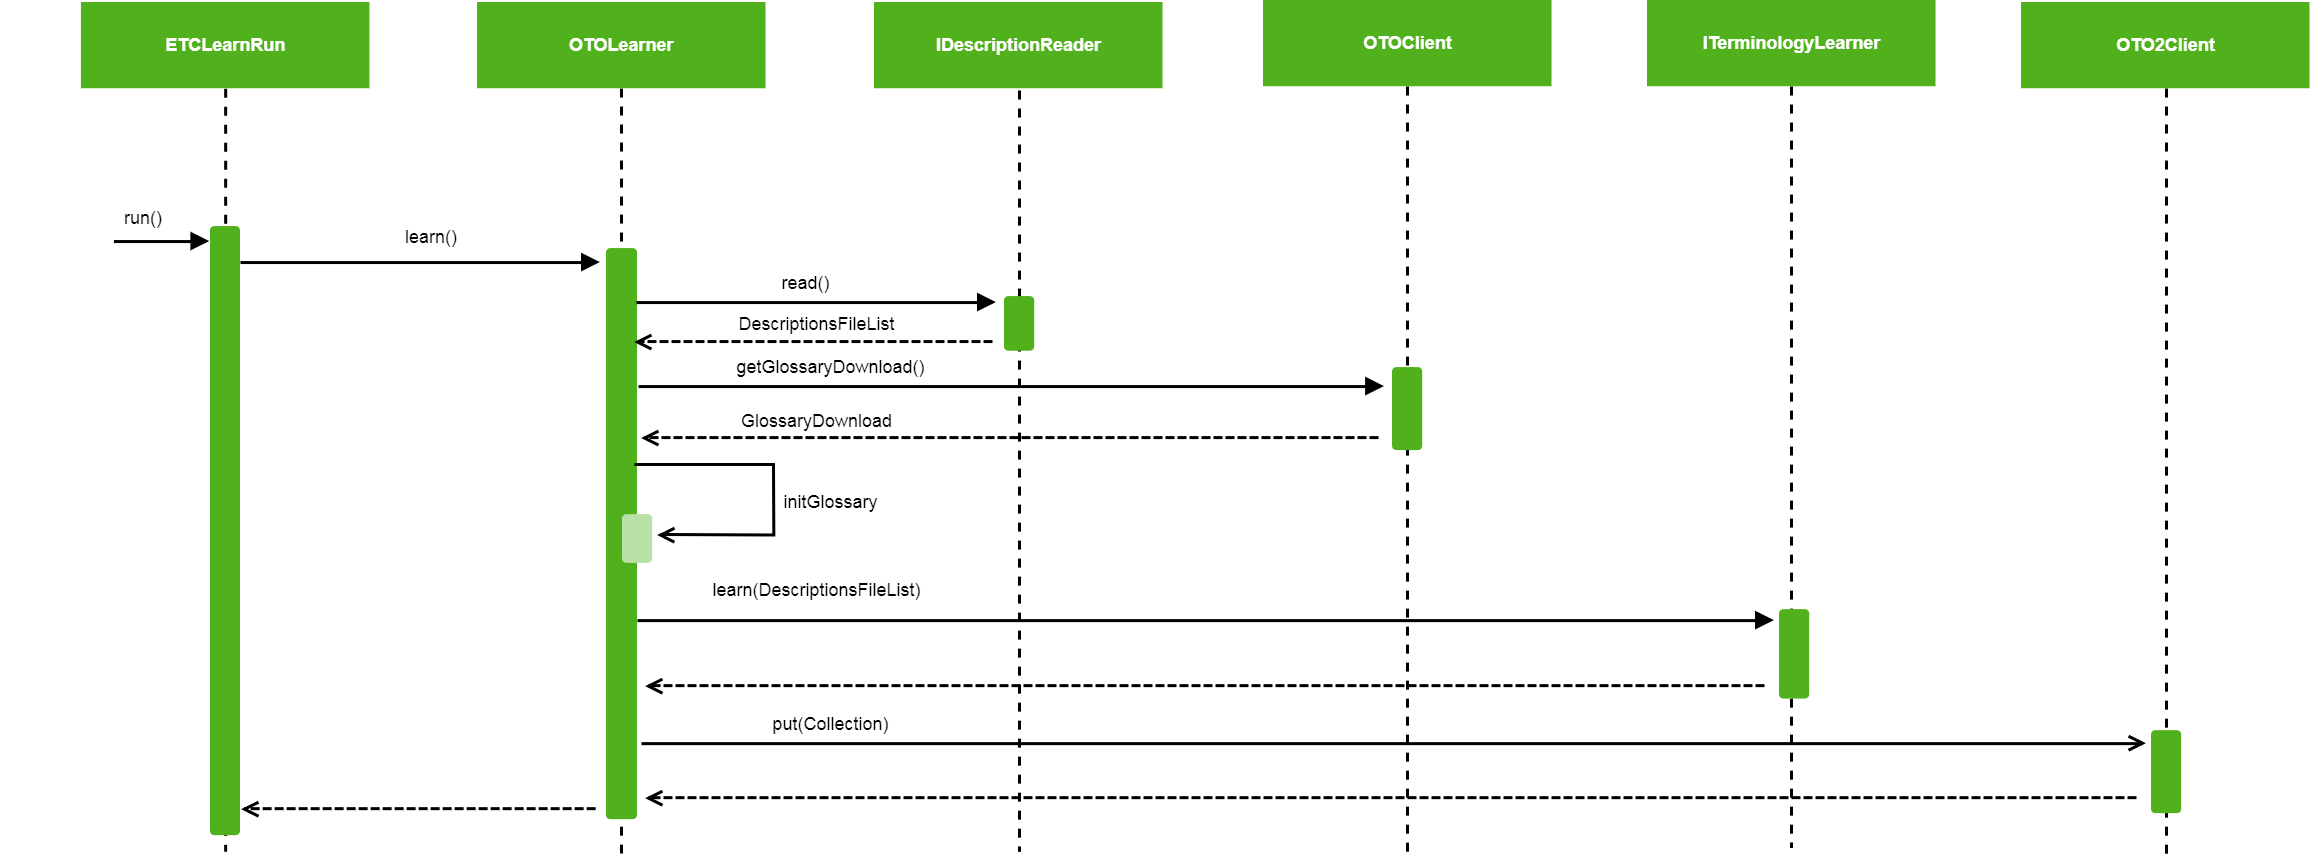 ETCLearnRun
OTOLearner
IDescriptionReader
OTOClient
ITerminologyLearner
OTO2Client
run()
learn()
read()
DescriptionsFileList
getGlossaryDownload()
GlossaryDownload
initGlossary
learn(DescriptionsFileList)
put(Collection)